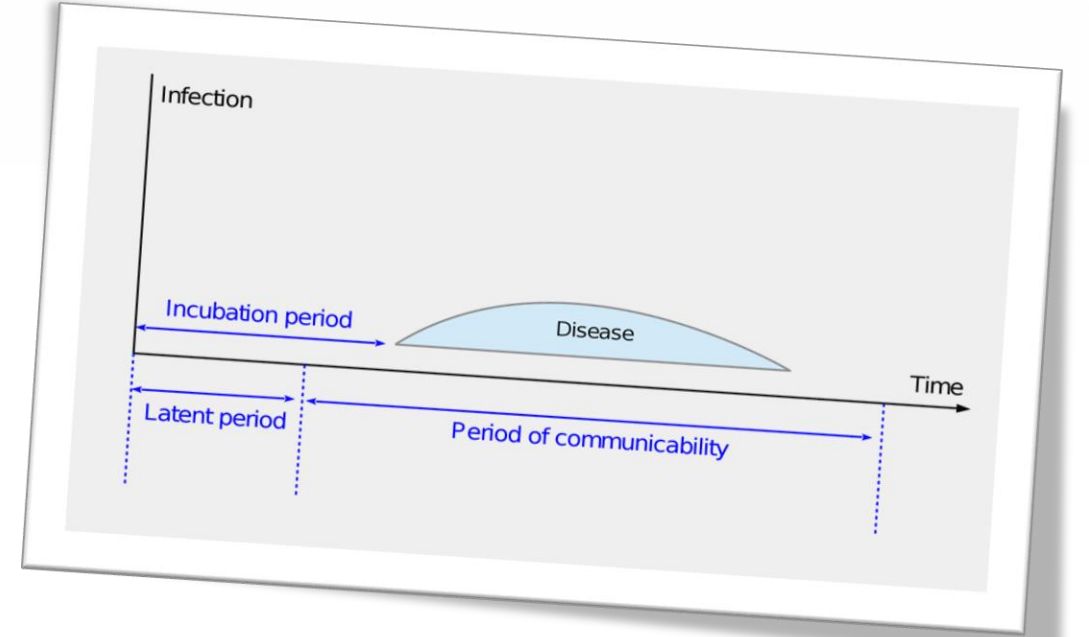 Infection
Incubation period
Disease
Time
Latent period
Period of communicability